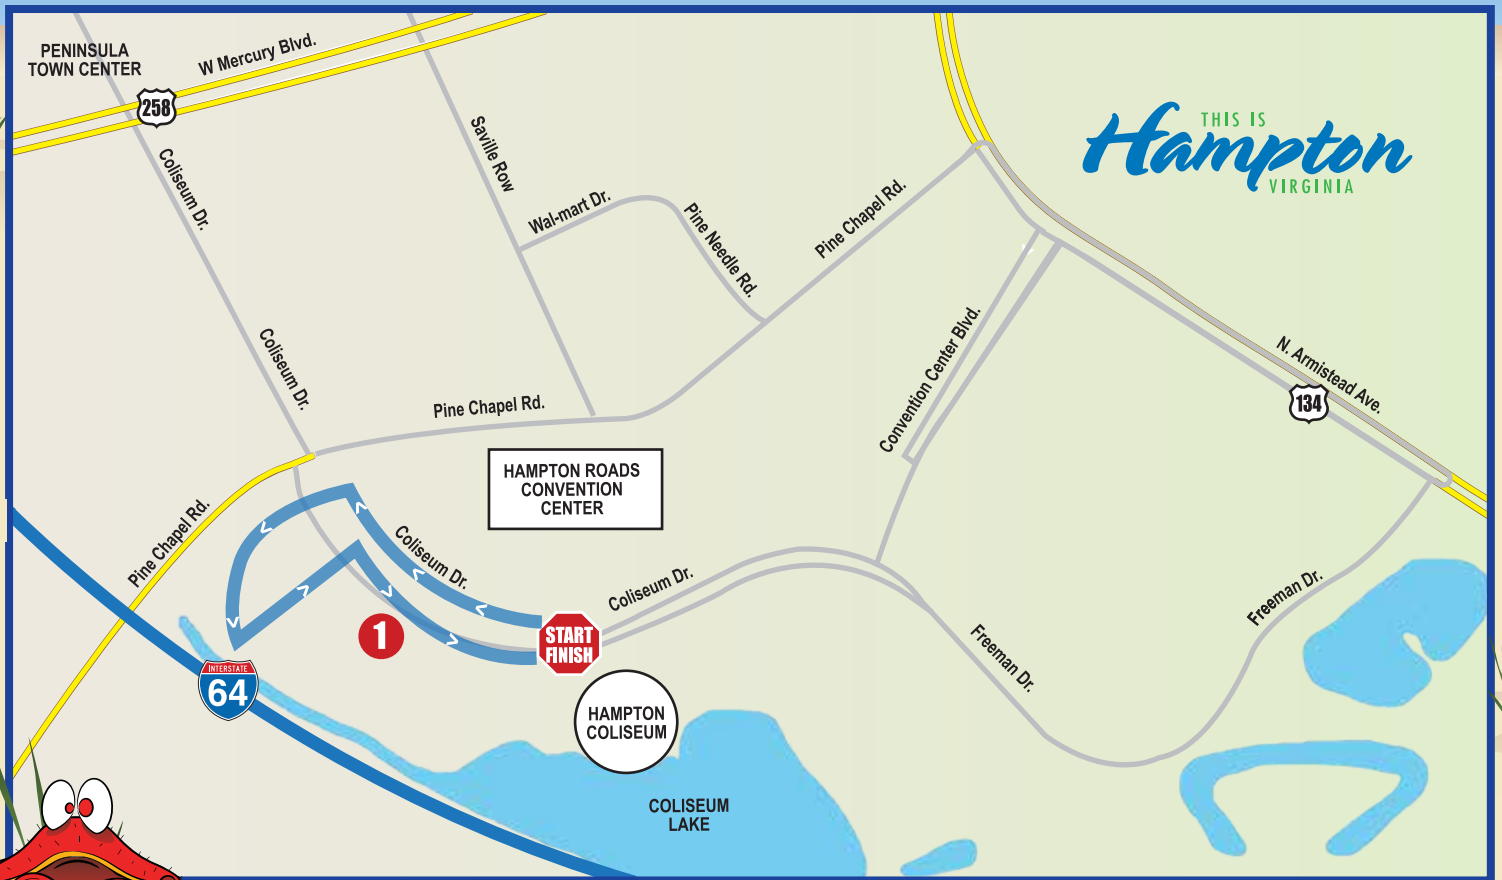 PENINSULA
TOWN CENTER
W Mercury Blvd.
258
Coliseum Dr.
Saville Row
Wal-mart Dr.
Pine Needle Rd.
Pine Chapel Rd.
THIS IS
Hampton
VIRGINIA
Coliseum Dr.
Pine Chapel Rd.
Convention Center Blvd.
N. Armistead Ave.
134
HAMPTON ROADS
CONVENTION
CENTER
Pine Chapel Rd.
Coliseum Dr.
Coliseum Dr.
Freeman Dr.
1
START
FINISH
Freeman Dr.
INTERSTATE
64
HAMPTON
COLISEUM
COLISEUM
LAKE